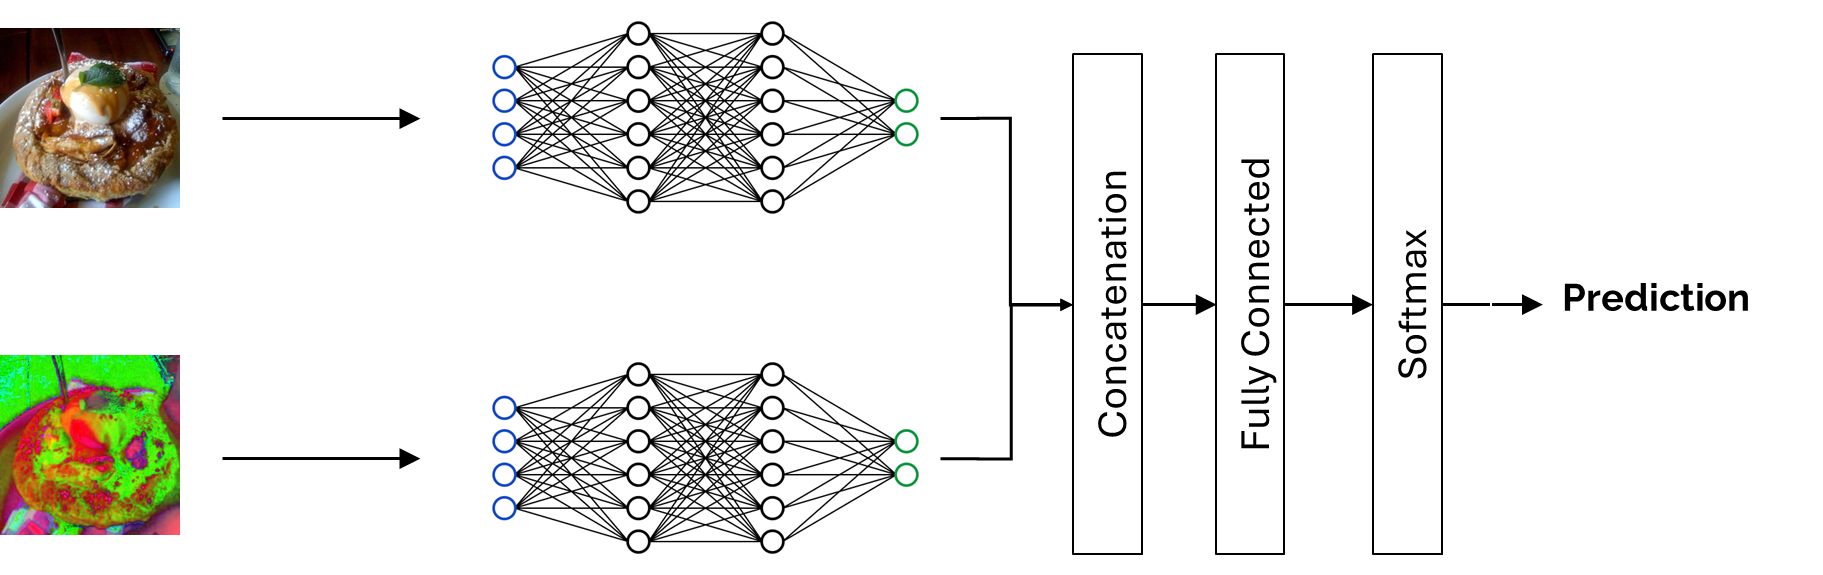 Concatenation
Fully Connected
Softmax
Prediction